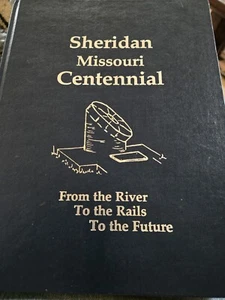 Sheridan
Missouri
Centennial
From the River
To the Rails
To the Future